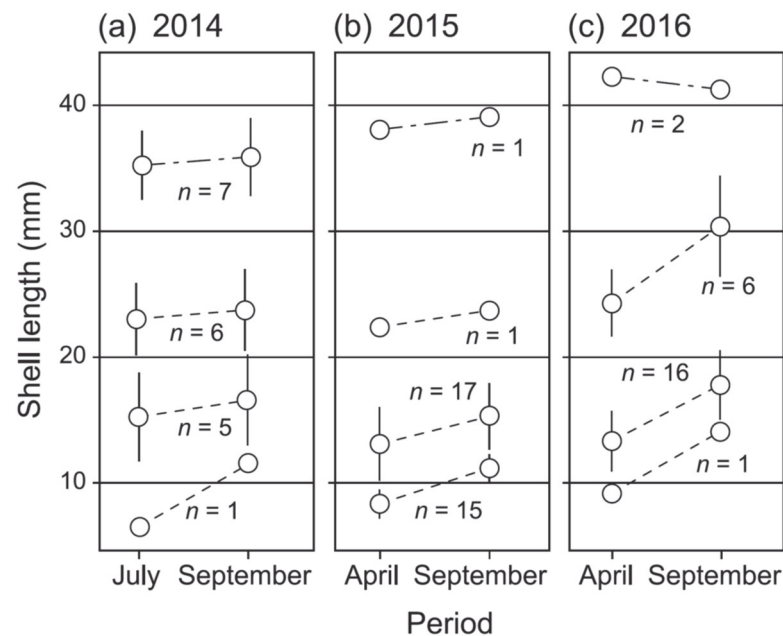 (a) 2014
(b) 2015
(c) 2016
Shell length (mm)
40
30
20
10
n = 7
n = 6
n = 5
n = 1
n = 1
n = 1
n = 17
n = 15
n = 2
n = 6
n = 16
n = 1
July September
April September
April September
Period